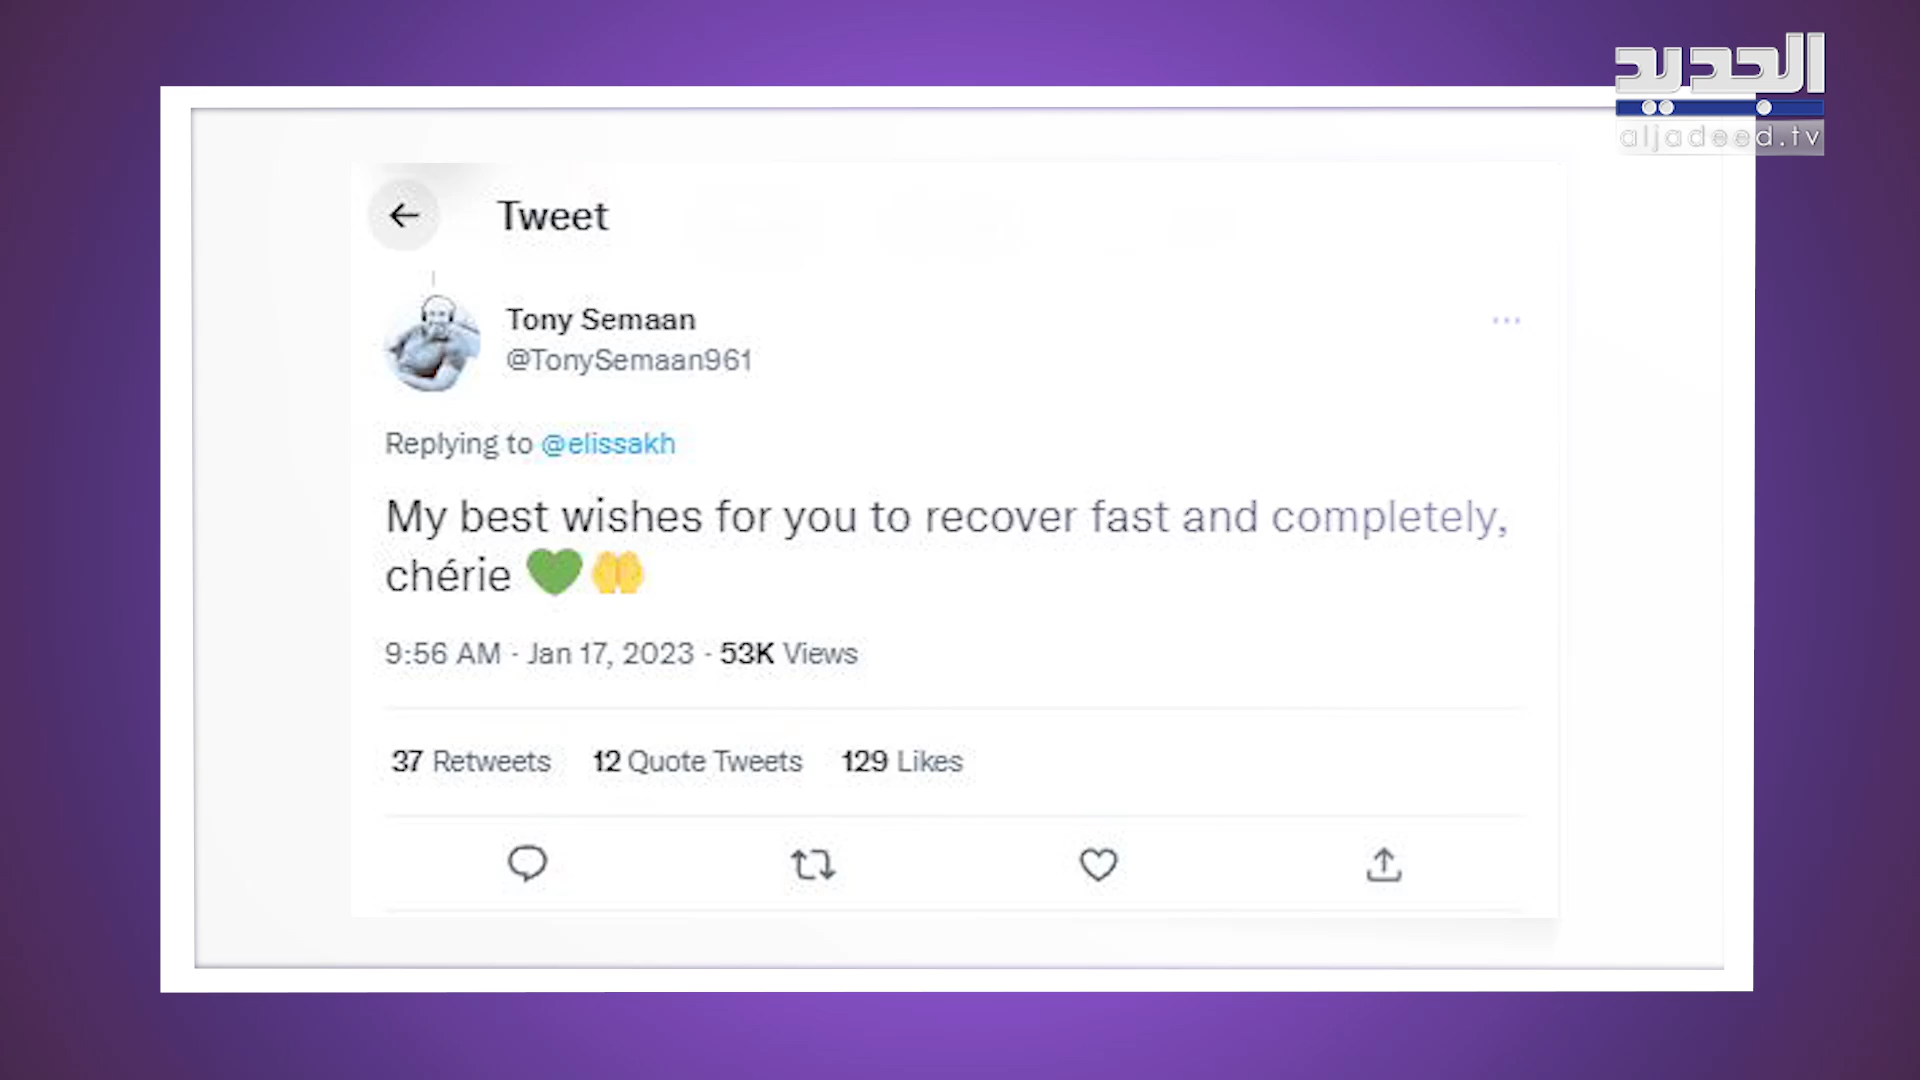 الجديد
aljadeed.tv
Tweet
Tony Semaan
@TonySemaan961
Replying to @elissakh
My best wishes for you to recover fast and completely,
chérie 💚🤲
9:56 AM · Jan 17, 2023 · 53K Views
37 Retweets 12 Quote Tweets 129 Likes